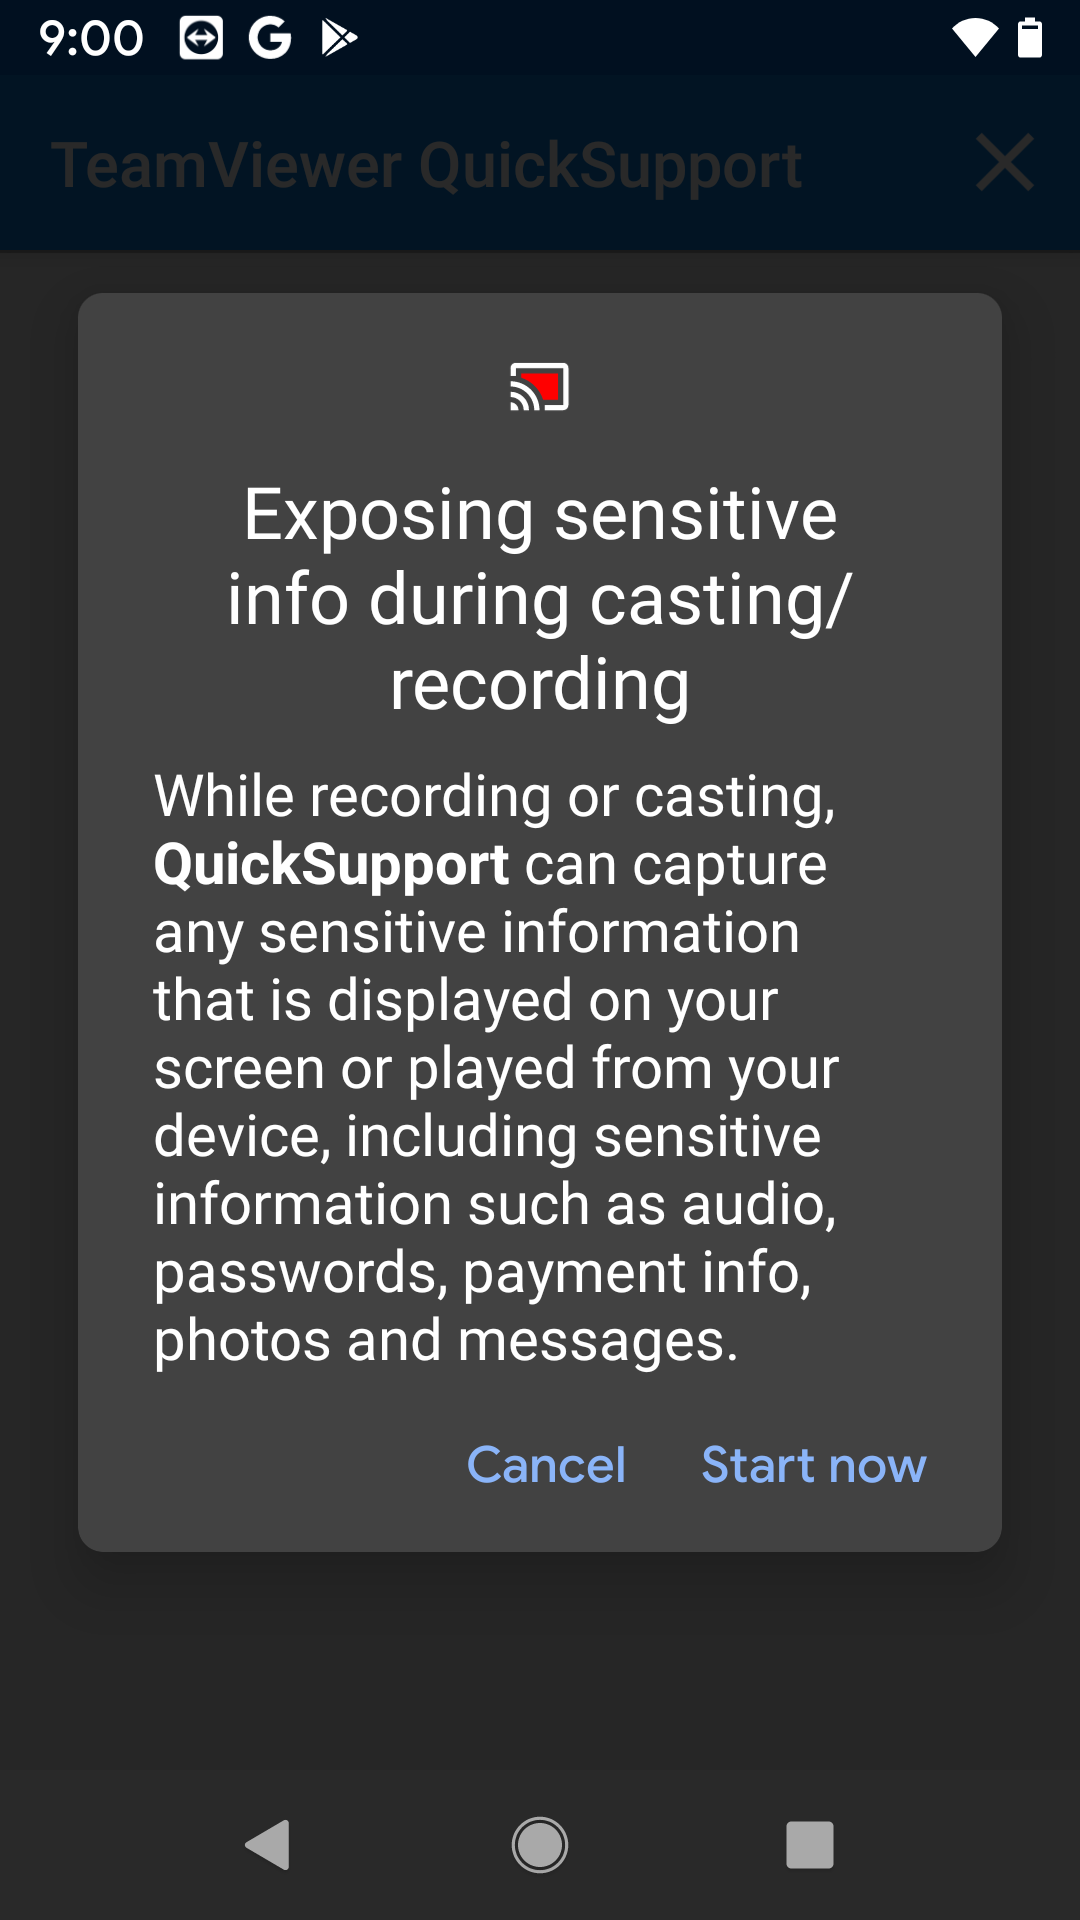 9:00
TeamViewer QuickSupport
Exposing sensitive
info during casting/
recording
While recording or casting,
QuickSupport can capture
any sensitive information
that is displayed on your
screen or played from your
device, including sensitive
information such as audio,
passwords, payment info,
photos and messages.
Cancel Start now